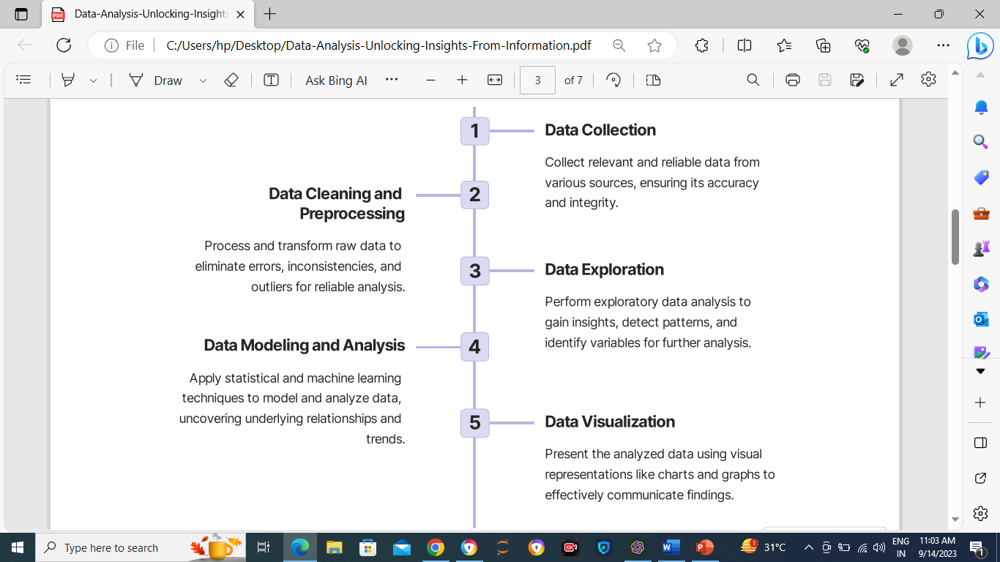 Data-Analysis-Unlocking-Insights
File
C:/Users/hp/Desktop/Data-Analysis-Unlocking-Insights-From-Information.pdf
Draw
Ask Bing AI
3
of 7
1
Data Collection
Collect relevant and reliable data from
various sources, ensuring its accuracy
and integrity.
2
Data Cleaning and
Preprocessing
Process and transform raw data to
eliminate errors, inconsistencies, and
outliers for reliable analysis.
3
Data Exploration
Perform exploratory data analysis to
gain insights, detect patterns, and
identify variables for further analysis.
4
Data Modeling and Analysis
Apply statistical and machine learning
techniques to model and analyze data,
uncovering underlying relationships and
trends.
5
Data Visualization
Present the analyzed data using visual
representations like charts and graphs to
effectively communicate findings.
Type here to search
1
31°C
ENG
IN
11:03 AM
9/14/2023
1